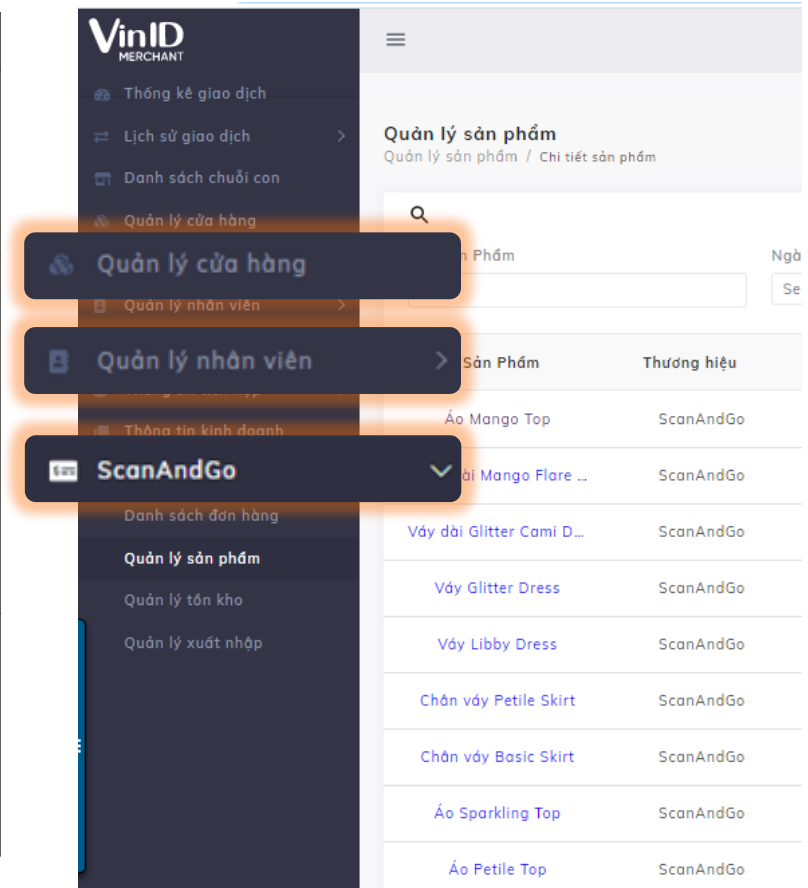 VinID
MERCHANT
Thống kê giao dịch
Lịch sử giao dịch
Danh sách chuỗi con
Quản lý cửa hàng
Quản lý cửa hàng
Quản lý nhân viên
Quản lý nhân viên
Thông tin kinh doanh
ScanAndGo
Danh sách đơn hàng
Quản lý sản phẩm
Quản lý tồn kho
Quản lý xuất nhập
Quản lý sản phẩm
Quản lý sản phẩm / Chi tiết sản phẩm
Phẩm
Sản Phẩm Thương hiệu
Áo Mango Top ScanAndGo
dài Mango Flare ... ScanAndGo
Váy dài Glitter Cami D... ScanAndGo
Váy Glitter Dress ScanAndGo
Váy Libby Dress ScanAndGo
Chân váy Petile Skirt ScanAndGo
Chân váy Basic Skirt ScanAndGo
Áo Sparkling Top ScanAndGo
Áo Petile Top ScanAndGo